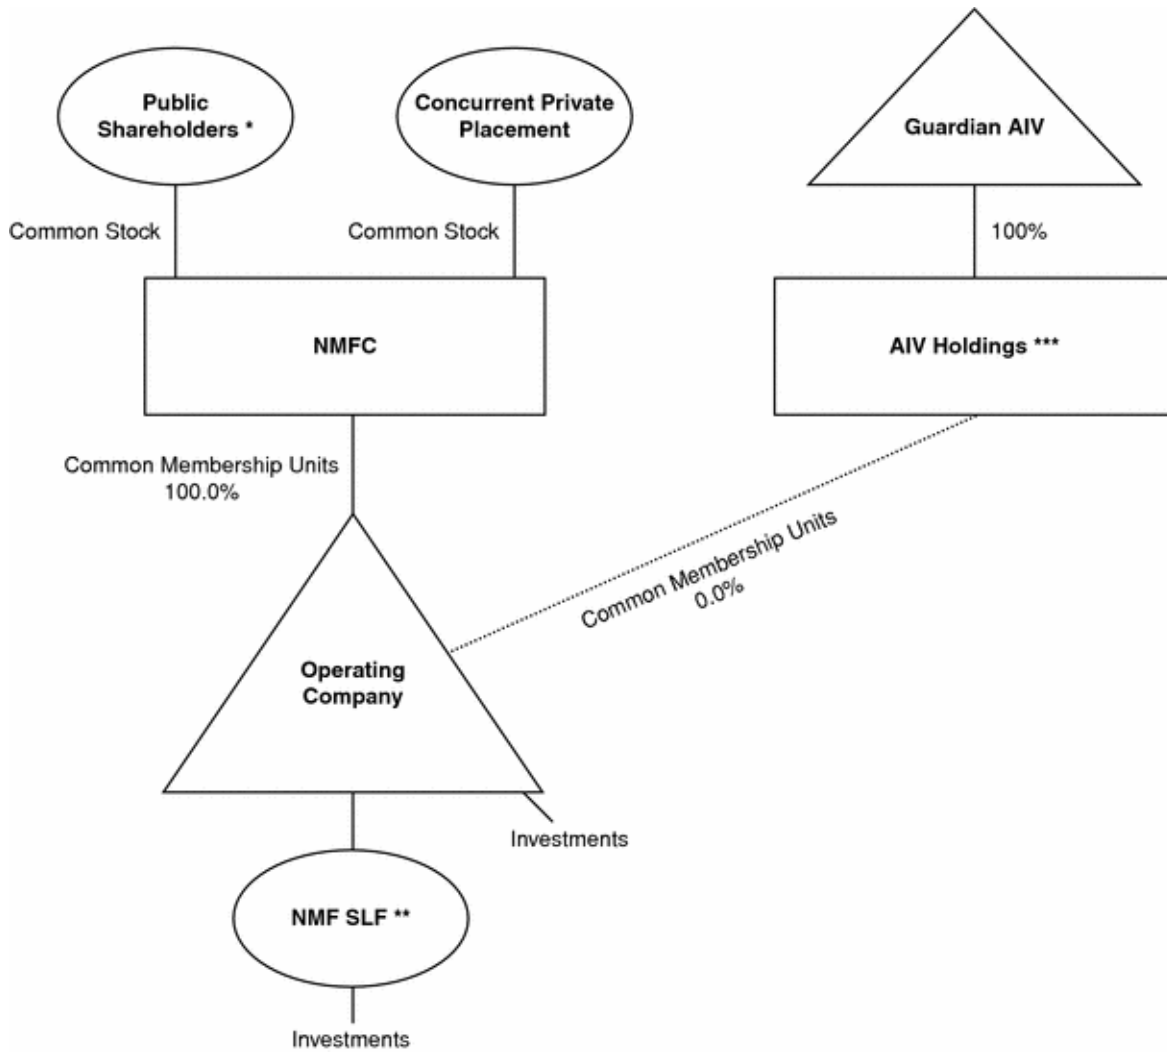 Public
Shareholders *
Concurrent Private
Placement
Guardian AIV
Common Stock
Common Stock
100%
NMFC
AIV Holdings ***
Common Membership Units
100.0%
Common Membership Units
0.0%
Operating
Company
Investments
NMF SLF **
Investments